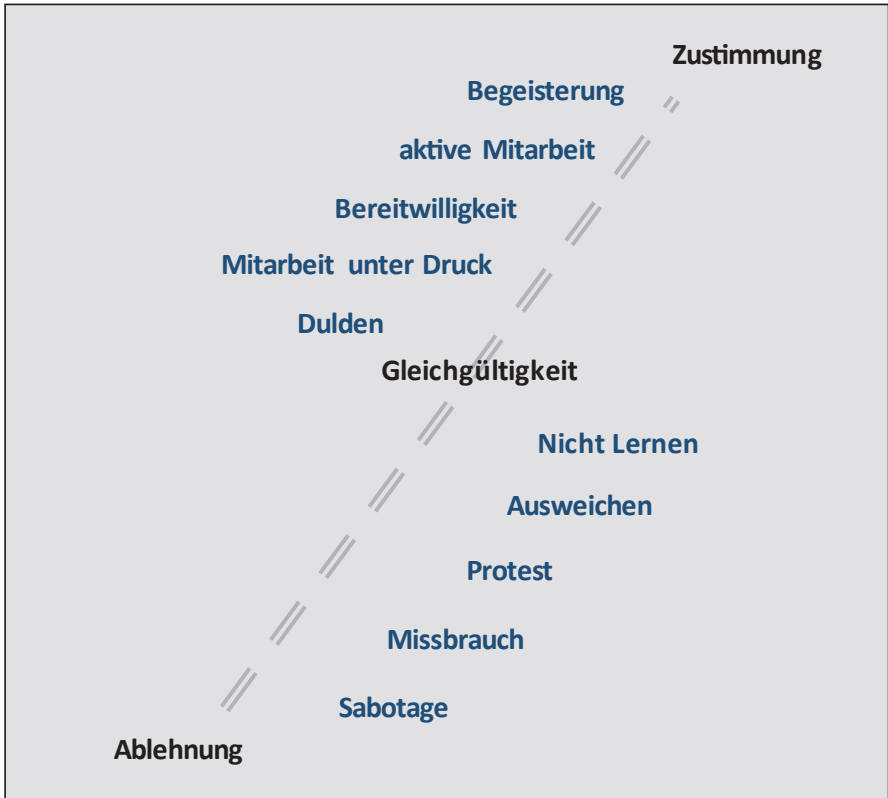 Zustimmung
Begeisterung
aktive Mitarbeit
Bereitwilligkeit
Mitarbeit unter Druck
Dulden
Gleichgültigkeit
Nicht Lernen
Ausweichen
Protest
Missbrauch
Sabotage
Ablehnung